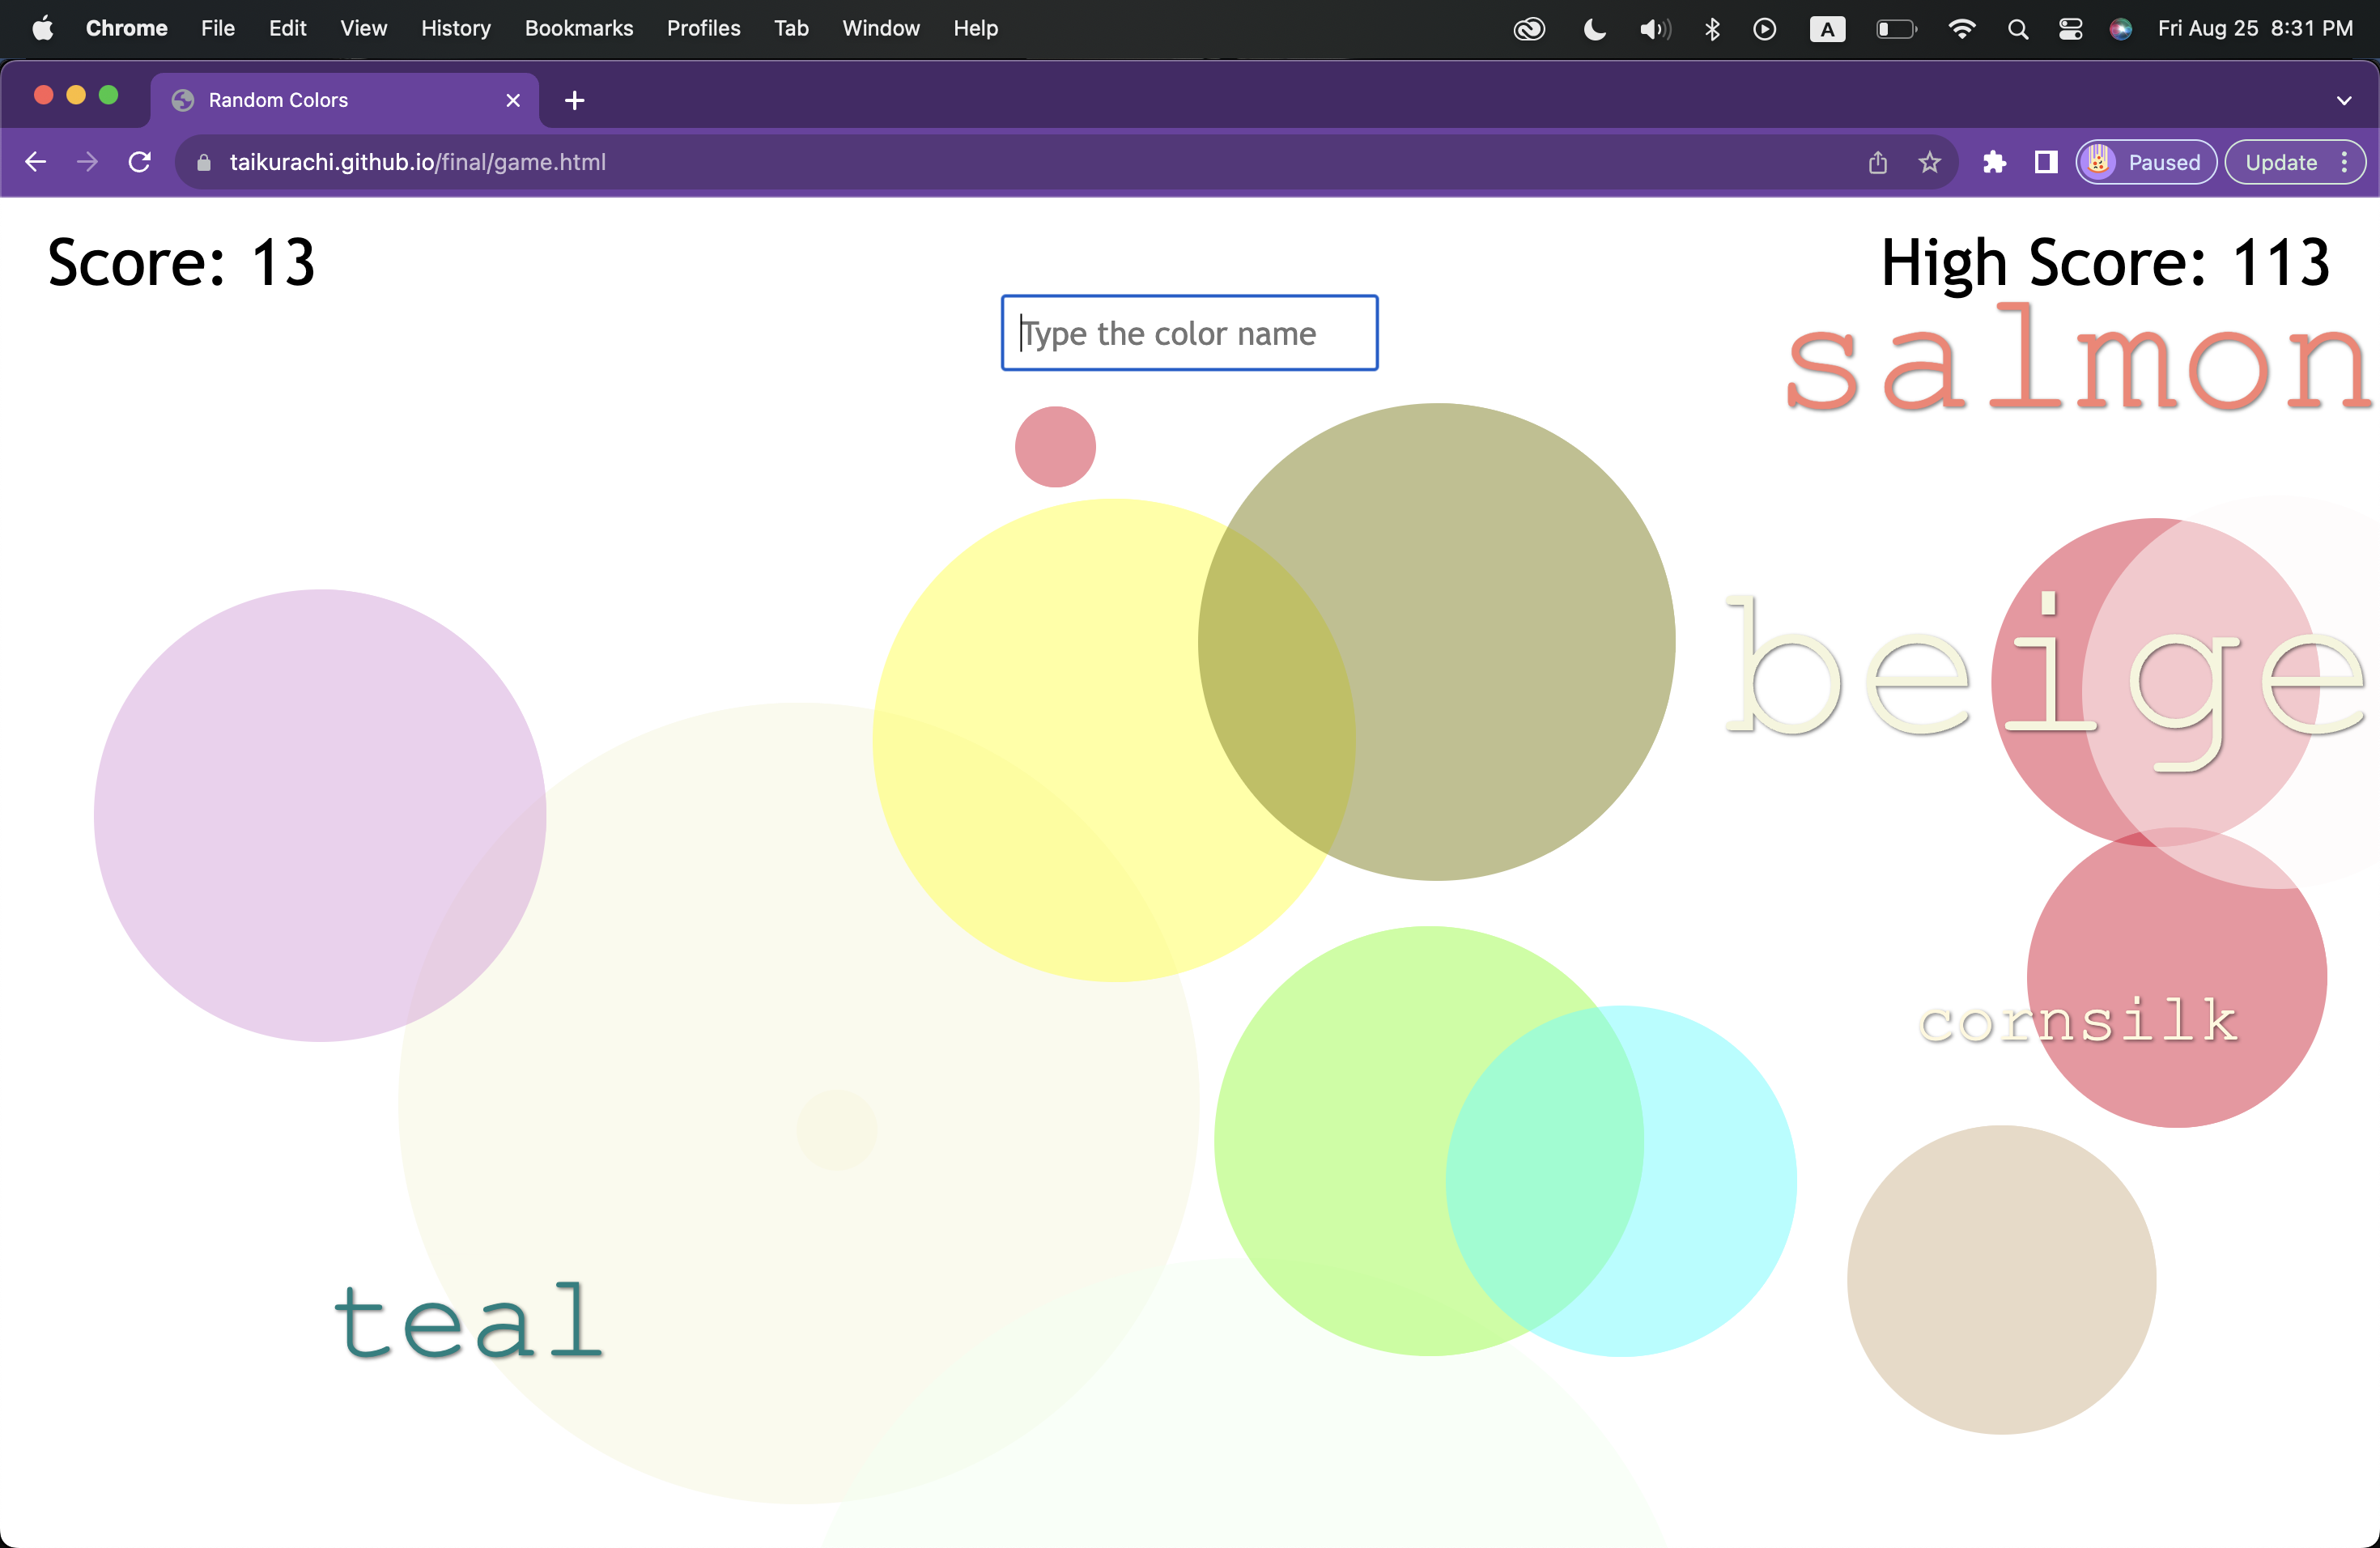 Chrome File Edit View History Bookmarks Profiles Tab Window Help A Fri Aug 25 8:31 PM
Random Colors
taikurachi.github.io/final/game.html Paused Update
Score: 13 High Score: 113
Type the color name
salmon
beige
cornsilk
teal